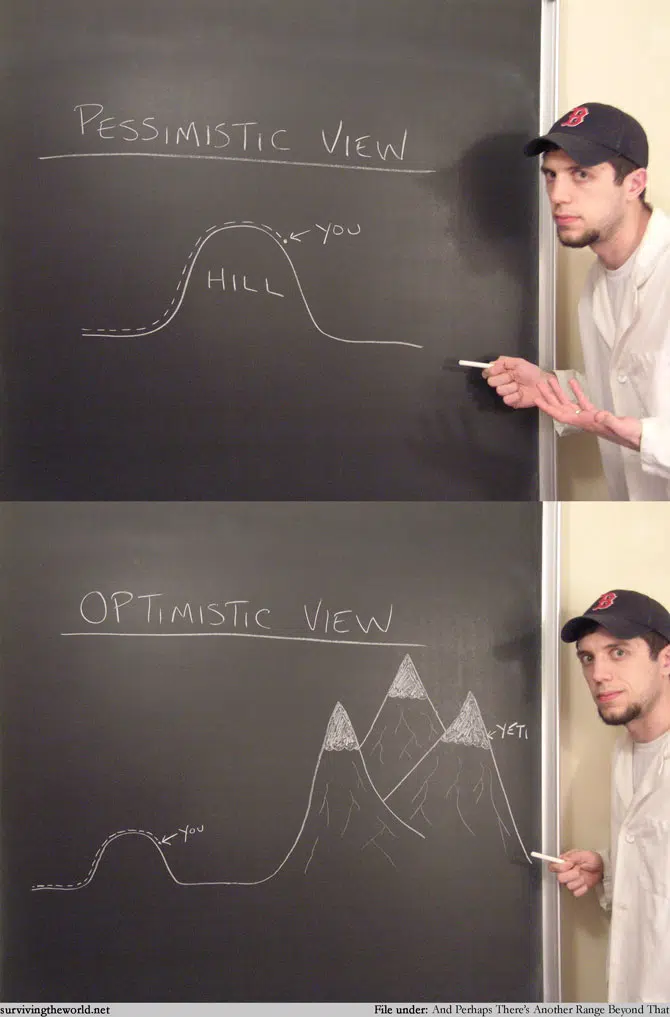 PESSIMISTIC VIEW
YOU
HILL
B
OPTIMISTIC VIEW
YETI
YOU
B
survivingtheworld.net
File under: And Perhaps There's Another Range Beyond That